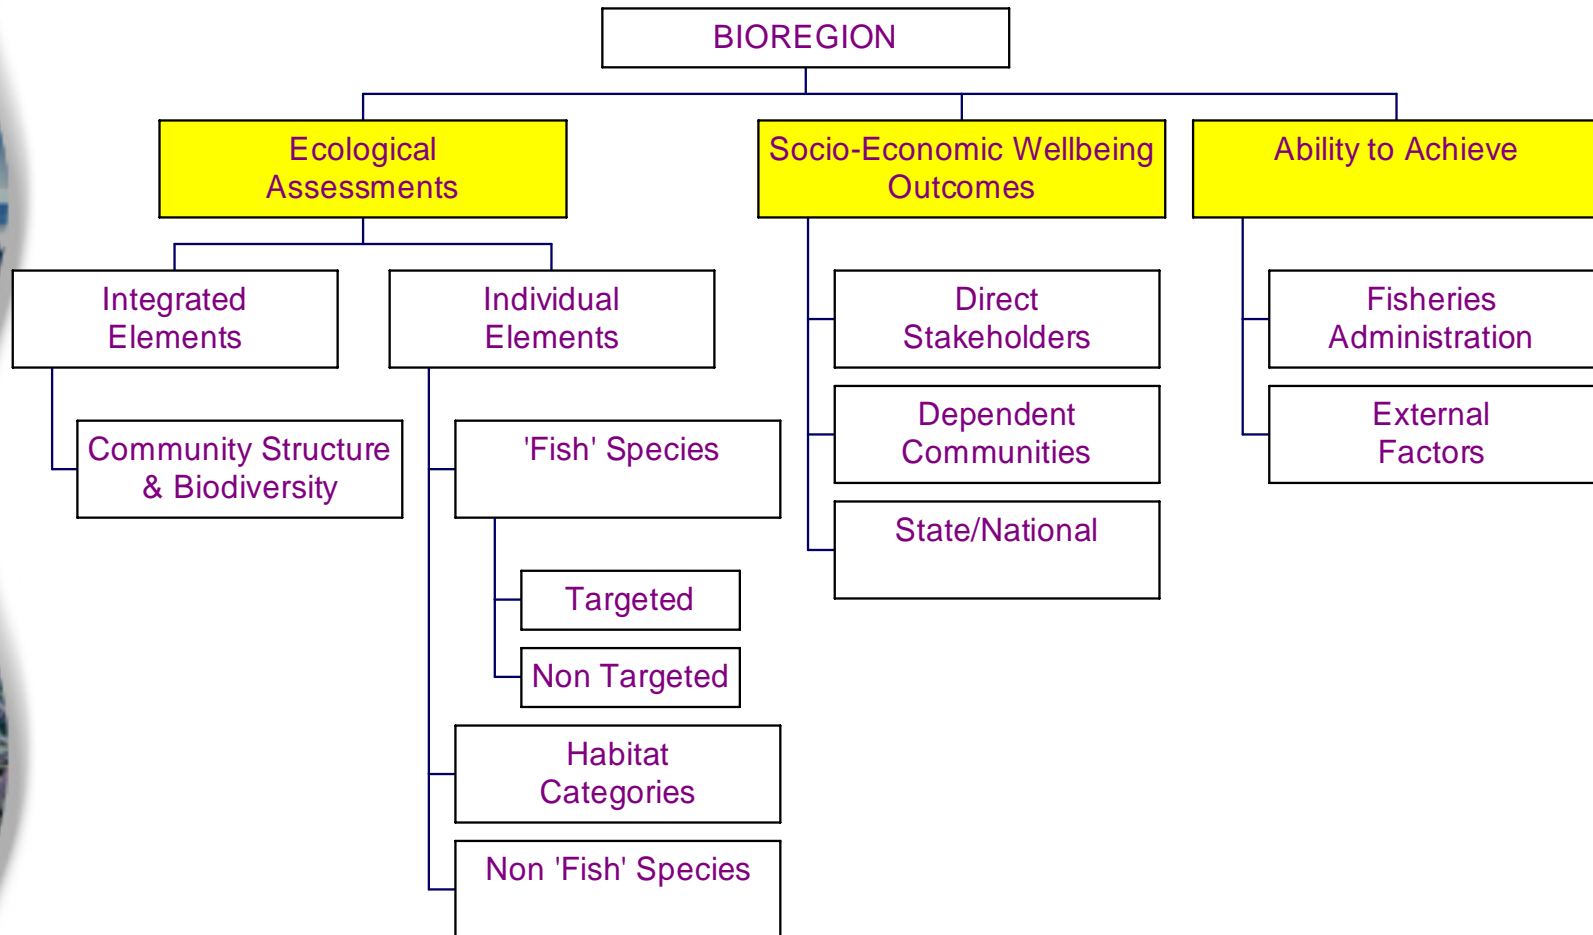 BIOREGION
Ecological
Assessments
Socio-Economic Wellbeing
Outcomes
Ability to Achieve
Integrated
Elements
Individual
Elements
Direct
Stakeholders
Fisheries
Administration
Community Structure
& Biodiversity
'Fish' Species
Dependent
Communities
External
Factors
State/National
Targeted
Non Targeted
Habitat
Categories
Non 'Fish' Species